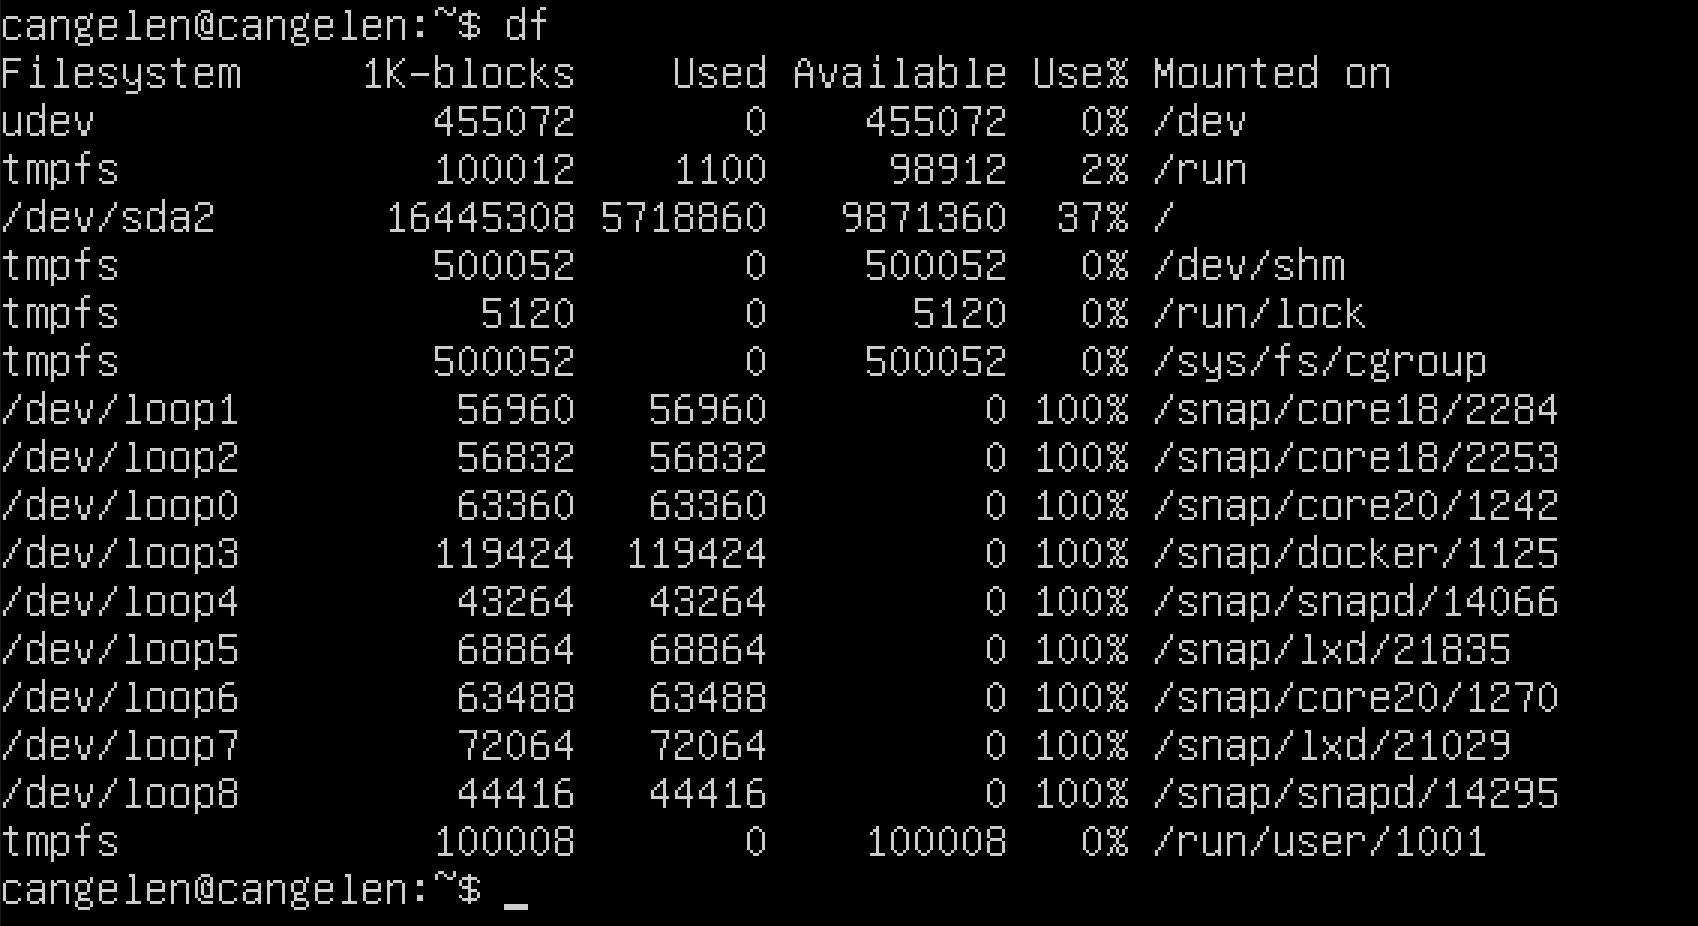 cangelen@cangelen:~$ df
Filesystem     1K-blocks    Used Available Use% Mounted on
udev              455072       0    455072   0% /dev
tmpfs             100012    1100     98912   2% /run
/dev/sda2       16445308 5718860   9871360  37% /
tmpfs             500052       0    500052   0% /dev/shm
tmpfs               5120       0      5120   0% /run/lock
tmpfs             500052       0    500052   0% /sys/fs/cgroup
/dev/loop1         56960   56960         0 100% /snap/core18/2284
/dev/loop2         56832   56832         0 100% /snap/core18/2253
/dev/loop0         63360   63360         0 100% /snap/core20/1242
/dev/loop3        119424  119424         0 100% /snap/docker/1125
/dev/loop4         43264   43264         0 100% /snap/snapd/14066
/dev/loop5         68864   68864         0 100% /snap/lxd/21835
/dev/loop6         63488   63488         0 100% /snap/core20/1270
/dev/loop7         72064   72064         0 100% /snap/lxd/21029
/dev/loop8         44416   44416         0 100% /snap/snapd/14295
tmpfs             100008       0    100008   0% /run/user/1001
cangelen@cangelen:~$ _